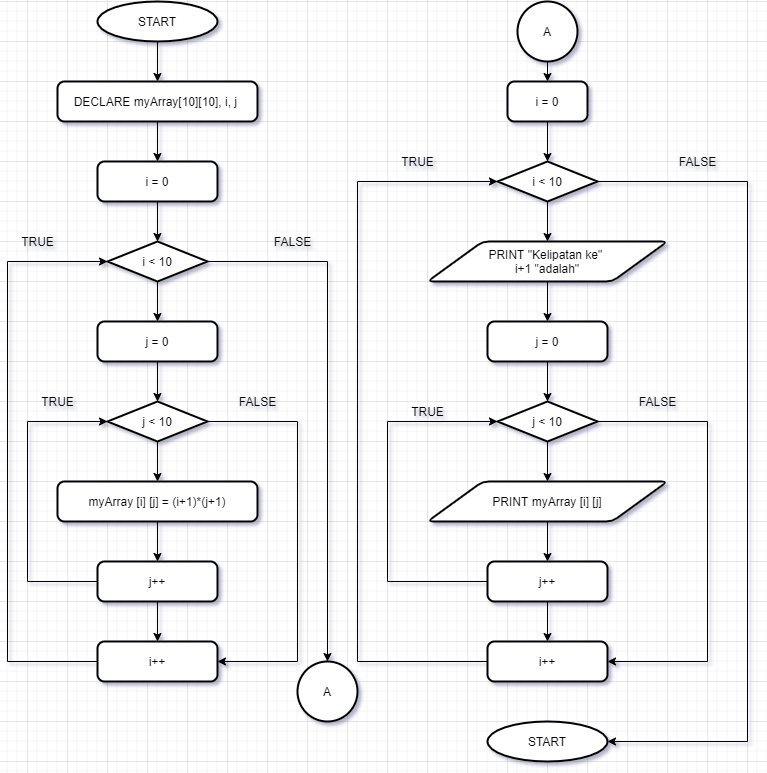 START
DECLARE myArray[10][10], i, j
i = 0
TRUE
FALSE
i < 10
j = 0
TRUE
FALSE
j < 10
myArray [i] [j] = (i+1)*(j+1)
j++
i++
A
A
i = 0
TRUE
FALSE
i < 10
PRINT "Kelipatan ke"
i+1 "adalah"
j = 0
TRUE
FALSE
j < 10
PRINT myArray [i] [j]
j++
i++
START